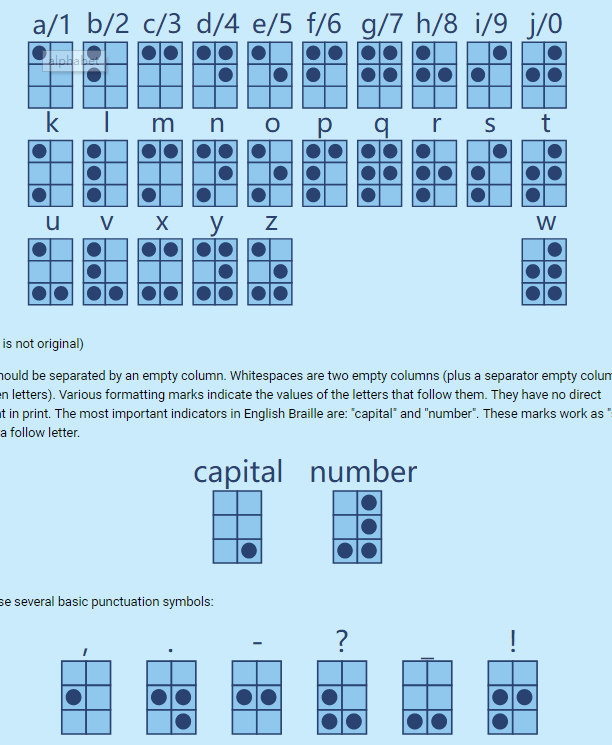 a/1 b/2 c/3 d/4 e/5 f/6 g/7 h/8 i/9 j/0
alphabet
k l m n o p q r s t
u v x y z w
is not original)
hould be separated by an empty column. Whitespaces are two empty columns (plus a separator empty colum
en letters). Various formatting marks indicate the values of the letters that follow them. They have no direct
nt in print. The most important indicators in English Braille are: "capital" and "number". These marks work as "
a follow letter.
capital number
se several basic punctuation symbols:
, . - ? _ !